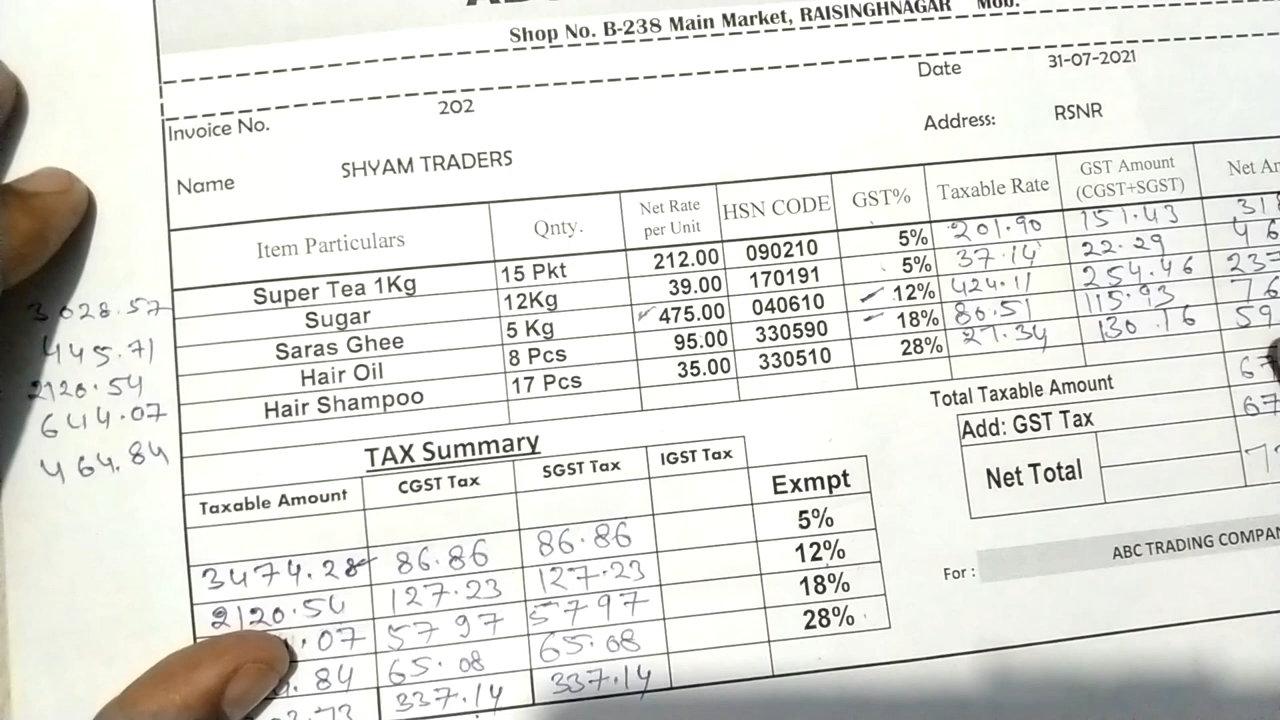 Shop No. B-238 Main Market, RAISINGHNAGAR Mob.
Date 31-07-2021
Invoice No. 202
Address: RSNR
Name SHYAM TRADERS
Item Particulars Qnty. Net Rate per Unit HSN CODE GST% Taxable Rate GST Amount (CGST+SGST) Net
Super Tea 1Kg 15 Pkt 212.00 090210 5% 201.90 151.43
Sugar 12Kg 39.00 170191 5% 37.14 22.29
Saras Ghee 5 Kg 475.00 040610 12% 424.11 254.46
Hair Oil 8 Pcs 95.00 330590 18% 80.51 115.93
Hair Shampoo 17 Pcs 35.00 330510 28% 27.34 130.16
3028.57
445.71
2120.54
644.07
464.84
Total Taxable Amount
Add: GST Tax
Net Total
TAX Summary
Taxable Amount CGST Tax SGST Tax IGST Tax Exmpt
3474.28 86.86 86.86 5%
2120.54 127.23 127.23 12%
07 57 97 57 97 18%
84 65.08 65.08 28%
337.14 337.14
For : ABC TRADING